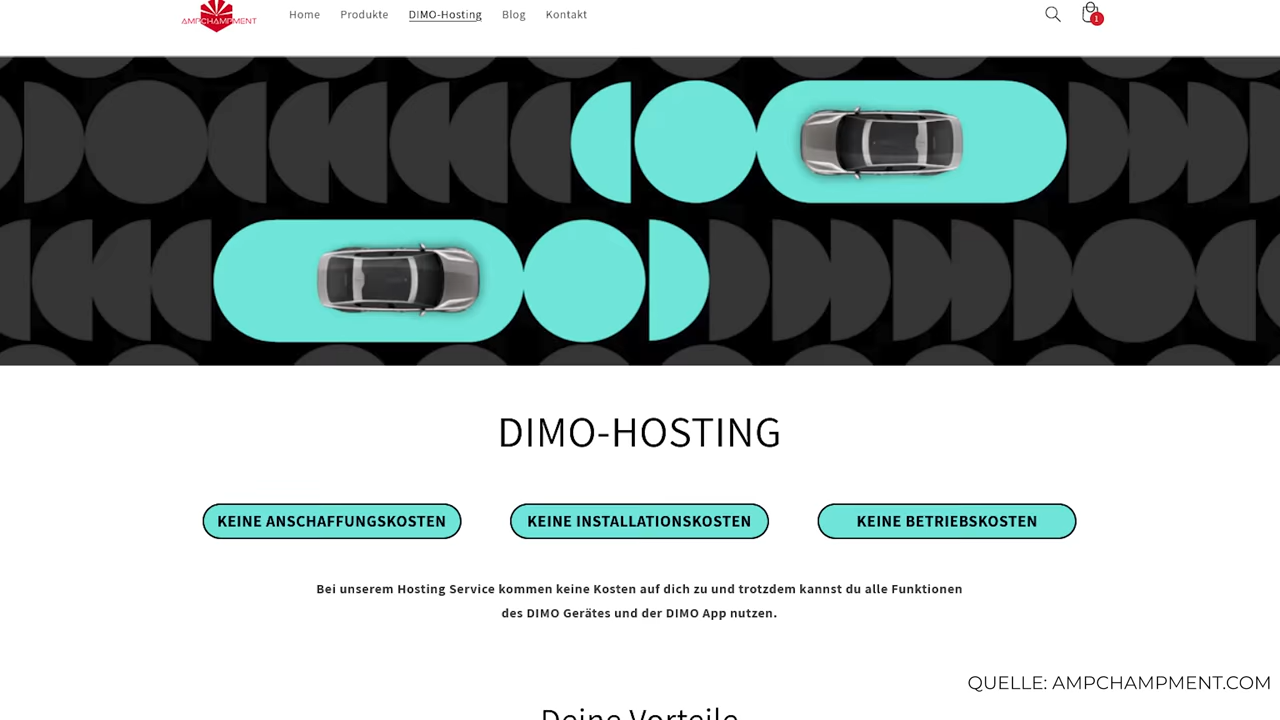 AMPCHAMPMENT
Home Produkte DIMO-Hosting Blog Kontakt
1
DIMO-HOSTING
KEINE ANSCHAFFUNGSKOSTEN
KEINE INSTALLATIONSKOSTEN
KEINE BETRIEBSKOSTEN
Bei unserem Hosting Service kommen keine Kosten auf dich zu und trotzdem kannst du alle Funktionen
des DIMO Gerätes und der DIMO App nutzen.
QUELLE: AMPCHAMPMENT.COM
Deine Vorteile